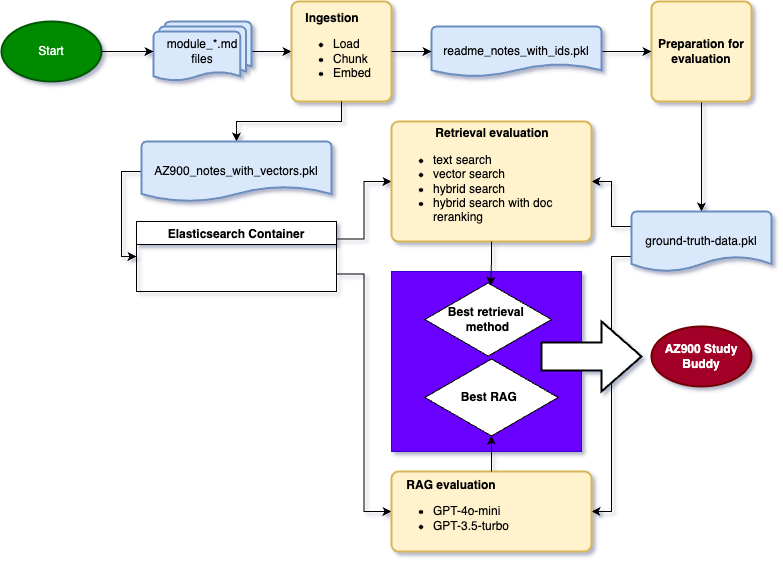 Start
module_*.md
files
Ingestion
• Load
• Chunk
• Embed
readme_notes_with_ids.pkl
Preparation for
evaluation
AZ900_notes_with_vectors.pkl
Retrieval evaluation
• text search
• vector search
• hybrid search
• hybrid search with doc
reranking
Elasticsearch Container
ground-truth-data.pkl
Best retrieval
method
AZ900 Study
Buddy
Best RAG
RAG evaluation
• GPT-4o-mini
• GPT-3.5-turbo